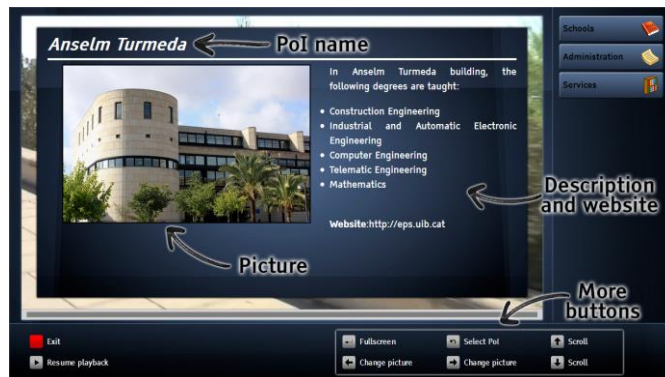 Anselm Turmeda
PoI name
Schools
Administration
Services
In Anselm Turmeda building, the
following degrees are taught:
• Construction Engineering
• Industrial and Automatic Electronic
Engineering
• Computer Engineering
• Telematic Engineering
• Mathematics
Description
and website
Website:http://eps.uib.cat
Picture
More
buttons
Exit
Resume playback
Fullscreen
Select PoI
Scroll
Change picture
Change picture
Scroll